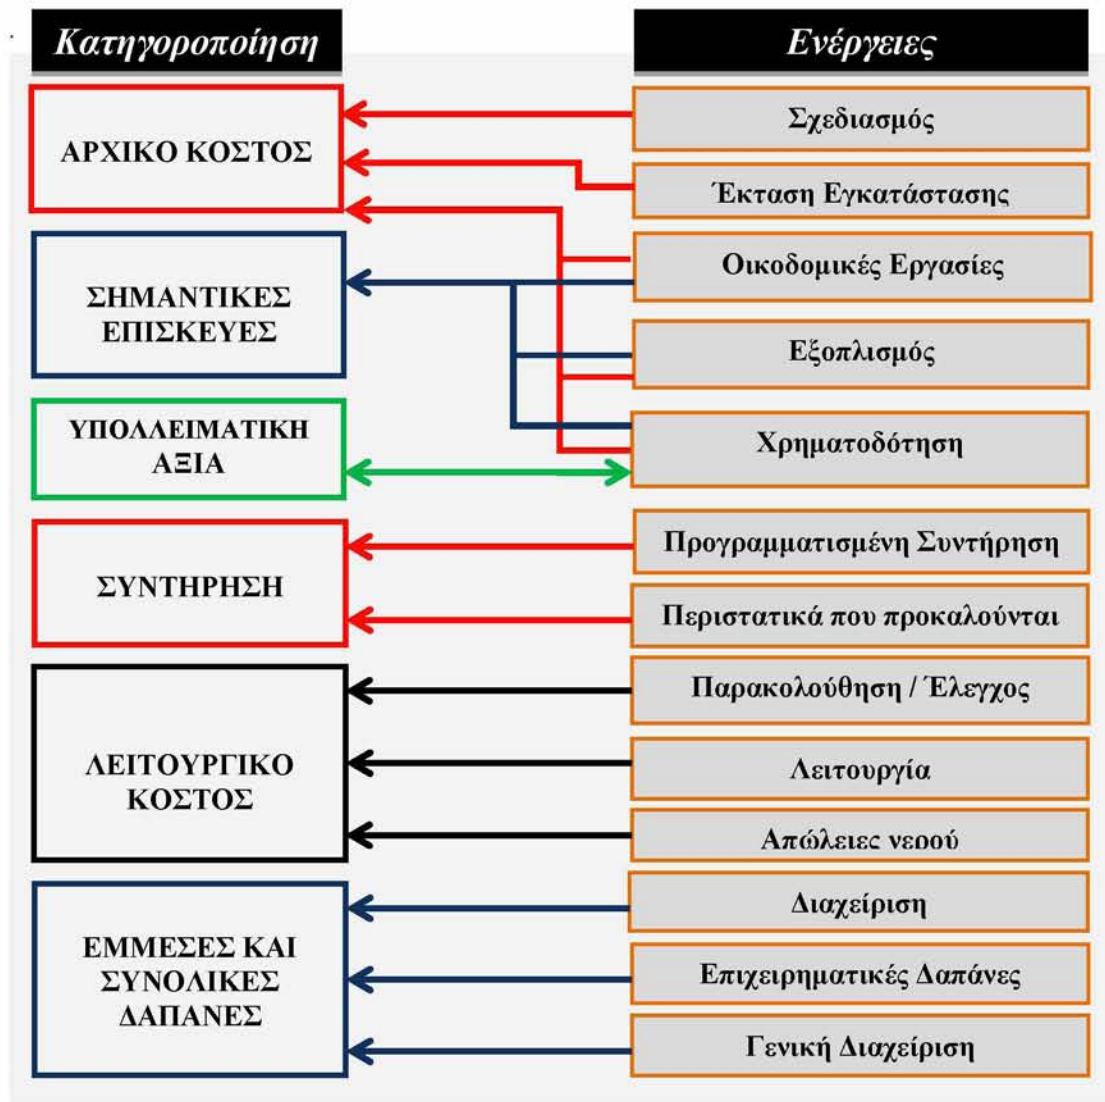 Κατηγοροποίηση
Ενέργειες
ΑΡΧΙΚΟ ΚΟΣΤΟΣ
Σχεδιασμός
Έκταση Εγκατάστασης
ΣΗΜΑΝΤΙΚΕΣ
ΕΠΙΣΚΕΥΕΣ
Οικοδομικές Εργασίες
Εξοπλισμός
ΥΠΟΛΛΕΙΜΑΤΙΚΗ
ΑΞΙΑ
Χρηματοδότηση
ΣΥΝΤΗΡΗΣΗ
Προγραμματισμένη Συντήρηση
Περιστατικά που προκαλούνται
ΛΕΙΤΟΥΡΓΙΚΟ
ΚΟΣΤΟΣ
Παρακολούθηση / Έλεγχος
Λειτουργία
Απώλειες νερού
ΕΜΜΕΣΕΣ ΚΑΙ
ΣΥΝΟΛΙΚΕΣ
ΔΑΠΑΝΕΣ
Διαχείριση
Επιχειρηματικές Δαπάνες
Γενική Διαχείριση